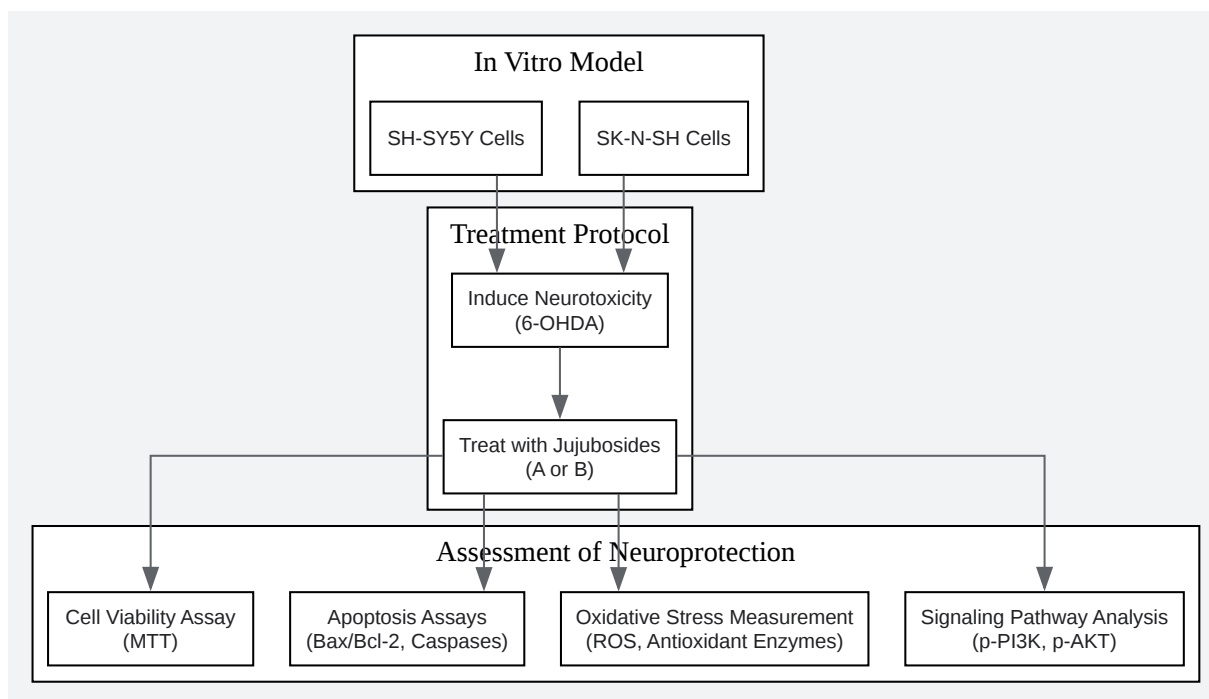 In Vitro Model
SH-SY5Y Cells
SK-N-SH Cells
Treatment Protocol
Induce Neurotoxicity
(6-OHDA)
Treat with Jujubosides
(A or B)
Assessment of Neuroprotection
Cell Viability Assay
(MTT)
Apoptosis Assays
(Bax/Bcl-2, Caspases)
Oxidative Stress Measurement
(ROS, Antioxidant Enzymes)
Signaling Pathway Analysis
(p-PI3K, p-AKT)